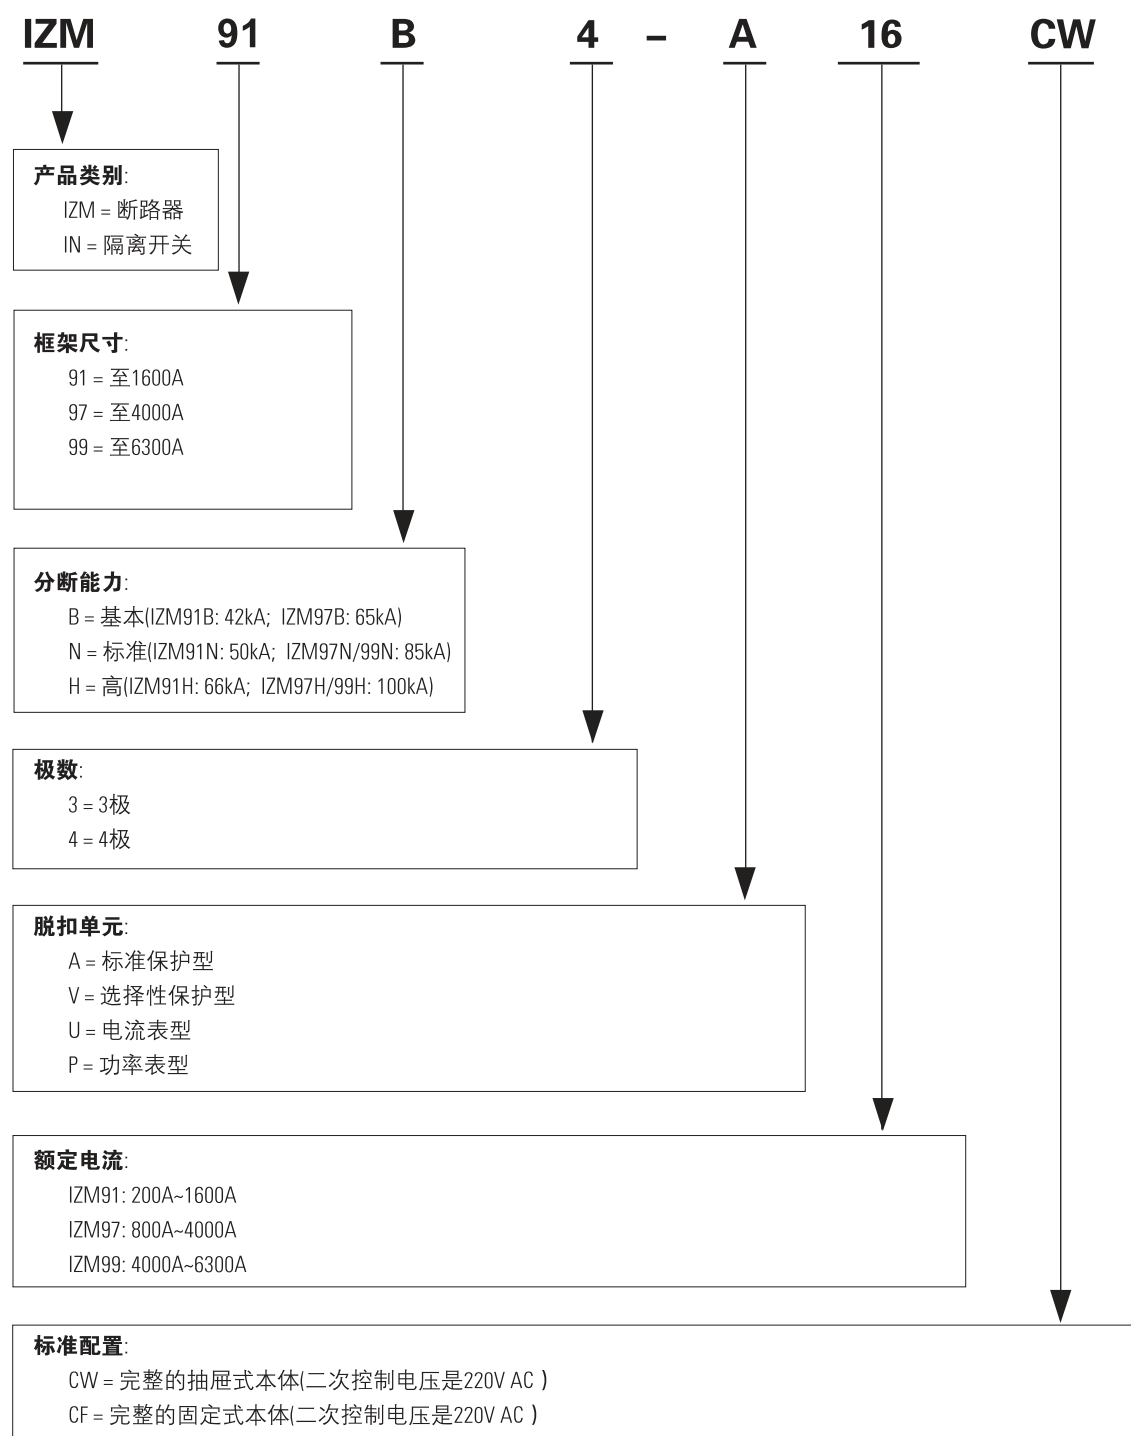 IZM 91 B 4 – A 16 CW
产品类别:
IZM = 断路器
IN = 隔离开关
框架尺寸:
91 = 至1600A
97 = 至4000A
99 = 至6300A
分断能力:
B = 基本(IZM91B: 42kA; IZM97B: 65kA)
N = 标准(IZM91N: 50kA; IZM97N/99N: 85kA)
H = 高(IZM91H: 66kA; IZM97H/99H: 100kA)
极数:
3 = 3极
4 = 4极
脱扣单元:
A = 标准保护型
V = 选择性保护型
U = 电流表型
P = 功率表型
额定电流:
IZM91: 200A~1600A
IZM97: 800A~4000A
IZM99: 4000A~6300A
标准配置:
CW = 完整的抽屉式本体(二次控制电压是220V AC )
CF = 完整的固定式本体(二次控制电压是220V AC )